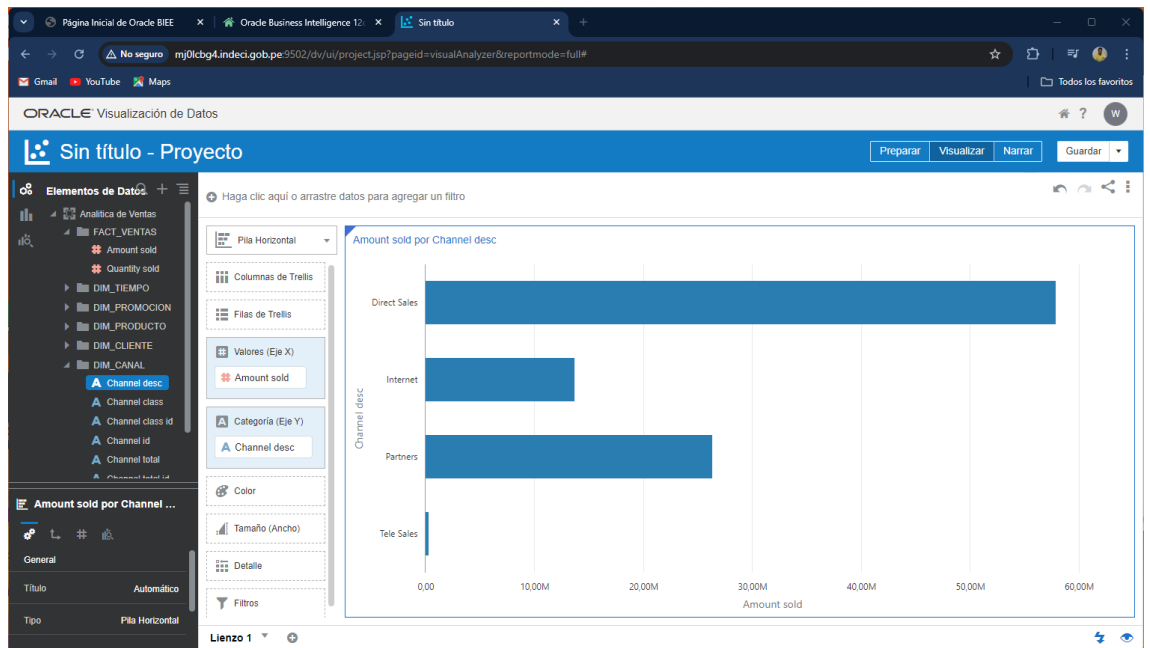 Página Inicial de Oracle BIEE
Oracle Business Intelligence 12c
Sin título
No seguro
mj0lcbg4.indeci.gob.pe:9502/dv/ui/project.jsp?pageid=visualAnalyzer&reportmode=full#
Gmail
YouTube
Maps
Todos los favoritos
ORACLE Visualización de Datos
?
W
Sin título - Proyecto
Preparar
Visualizar
Narrar
Guardar
Elementos de Datos
Analitica de Ventas
FACT_VENTAS
Amount sold
Quantity sold
DIM_TIEMPO
DIM_PROMOCION
DIM_PRODUCTO
DIM_CLIENTE
DIM_CANAL
A Channel desc
A Channel class
A Channel class id
A Channel id
A Channel total
A Channel total id
Amount sold por Channel ...
General
Título
Automático
Tipo
Pila Horizontal
Haga clic aquí o arrastre datos para agregar un filtro
Pila Horizontal
Columnas de Trellis
Filas de Trellis
Valores (Eje X)
Amount sold
A Categoría (Eje Y)
A Channel desc
Color
Tamaño (Ancho)
Detalle
Filtros
Amount sold por Channel desc
Channel desc
Direct Sales
Internet
Partners
Tele Sales
0,00
10,00M
20,00M
30,00M
40,00M
50,00M
60,00M
Amount sold
Lienzo 1